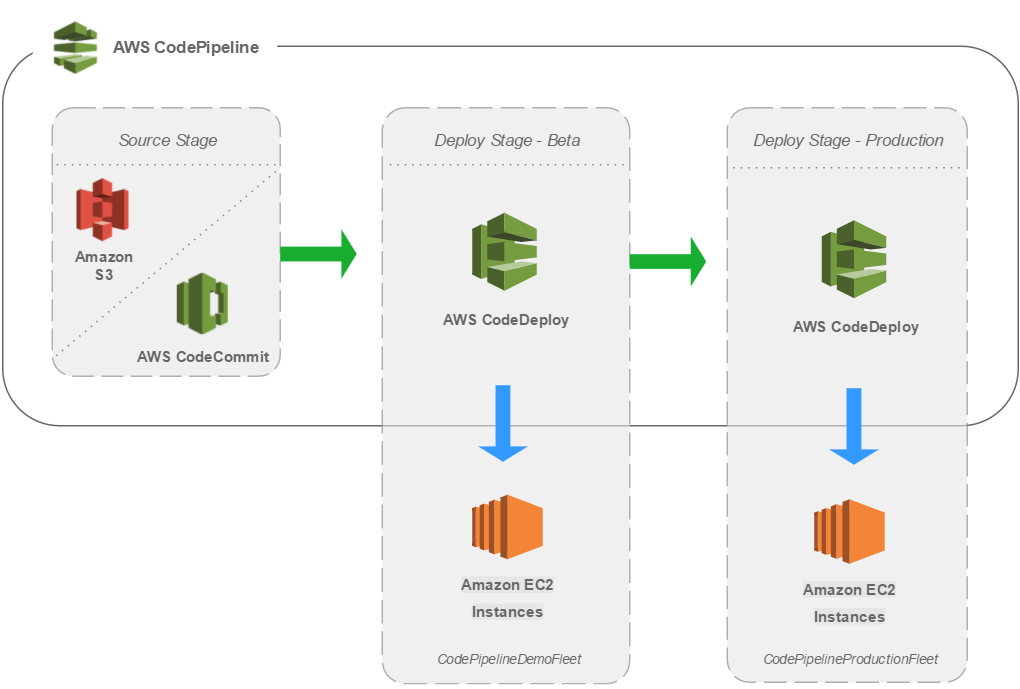 AWS CodePipeline
Source Stage
Amazon
S3
AWS CodeCommit
Deploy Stage - Beta
AWS CodeDeploy
Amazon EC2
Instances
CodePipelineDemoFleet
Deploy Stage - Production
AWS CodeDeploy
Amazon EC2
Instances
CodePipelineProductionFleet